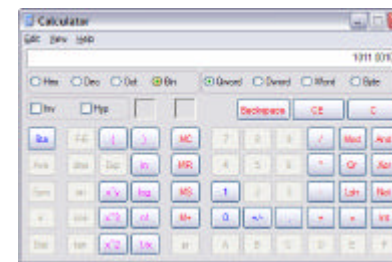 Calculator
Edit View Help
1011 0010
Hex Dec Oct Bin Qword Dword Word Byte
Inv Hyp Backspace CE C
Sta F-E ( ) MC 7 8 9 / Mod And
Ave dms Exp ln MR 4 5 6 * Or Xor
Sum sin x^y log MS 1 2 3 - Lsh Not
s cos x^3 n! M+ 0 +/- . + = Int
Dat tan x^2 1/x pi A B C D E F